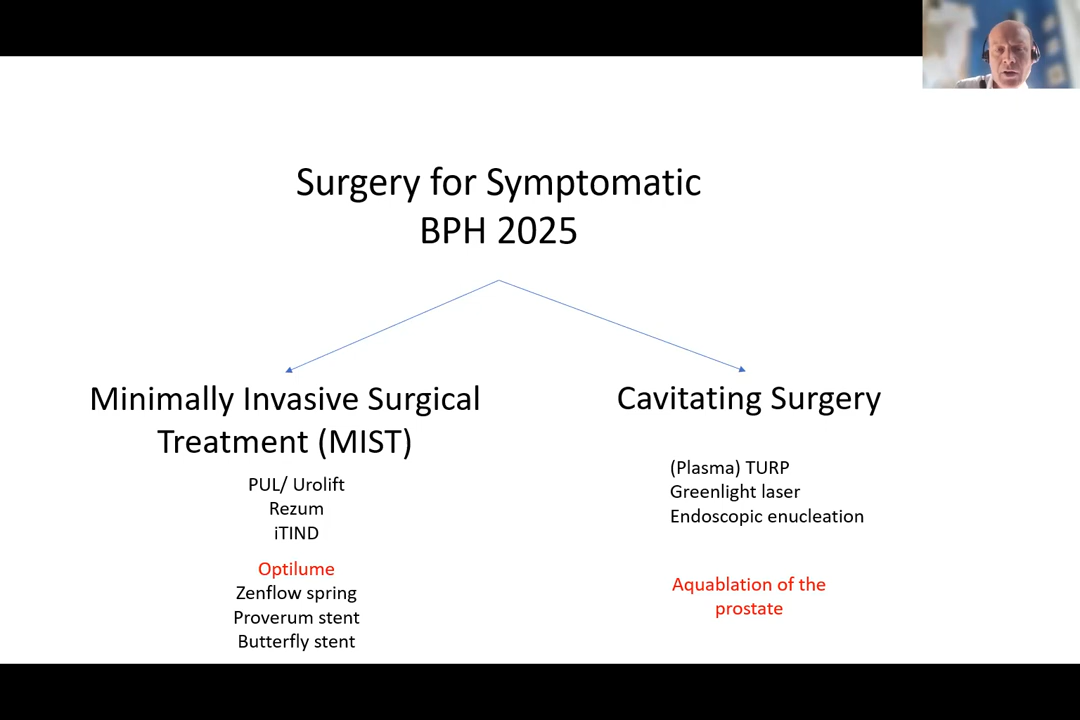 Surgery for Symptomatic
BPH 2025
Minimally Invasive Surgical
Treatment (MIST)
PUL/ Urolift
Rezum
iTIND
Optilume
Zenflow spring
Proverum stent
Butterfly stent
Cavitating Surgery
(Plasma) TURP
Greenlight laser
Endoscopic enucleation
Aquablation of the
prostate